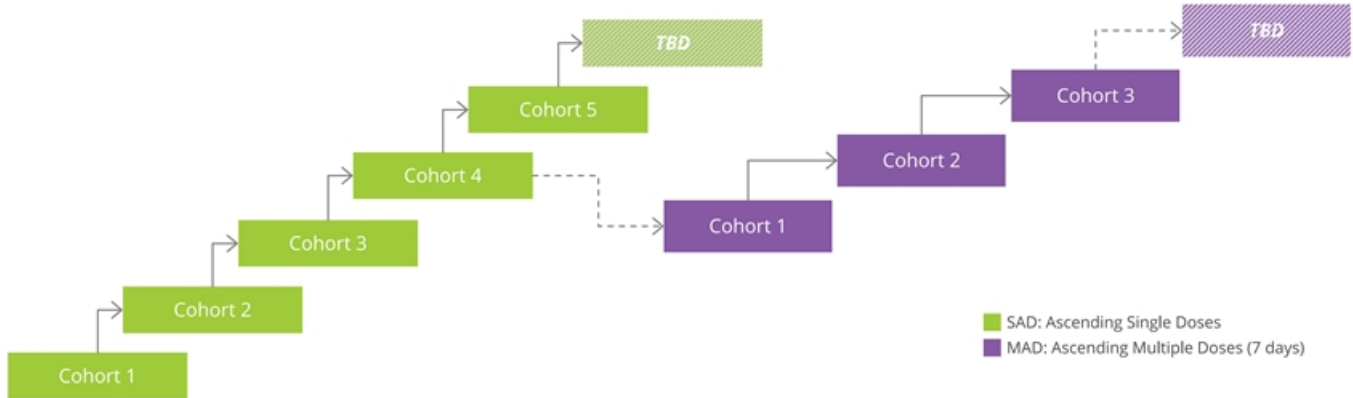 TBD
TBD
Cohort 5
Cohort 3
Cohort 4
Cohort 2
Cohort 3
Cohort 1
Cohort 2
Cohort 1
SAD: Ascending Single Doses
MAD: Ascending Multiple Doses (7 days)